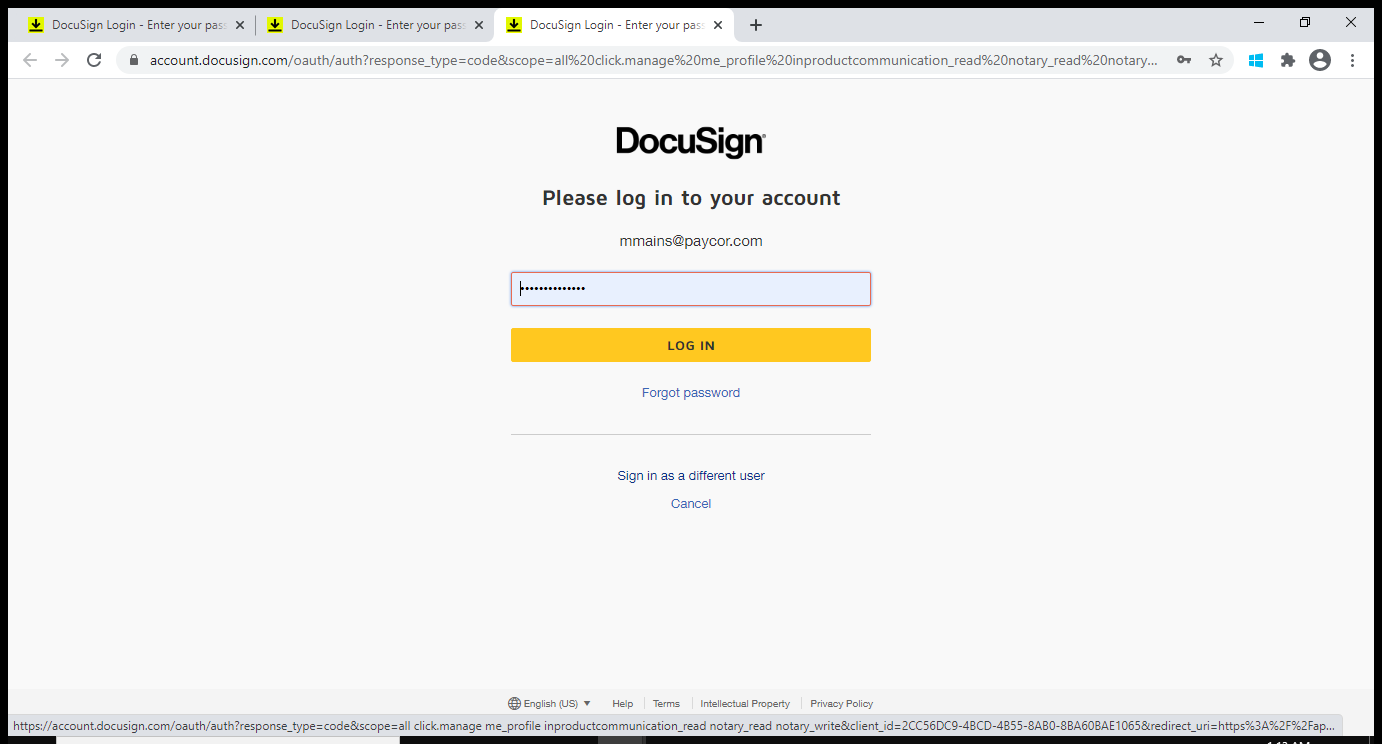 DocuSign Login - Enter your pas
DocuSign Login - Enter your pass
DocuSign Login - Enter your pass
account.docusign.com/oauth/auth?response_type=code&scope=all%20click.manage%20me_profile%20inproductcommunication_read%20notary_read%20notary...
DocuSign
Please log in to your account
mmains@paycor.com
••••••••••••••
LOG IN
Forgot password
Sign in as a different user
Cancel
English (US) Help Terms Intellectual Property Privacy Policy
https://account.docusign.com/oauth/auth?response_type=code&scope=all click.manage me_profile inproductcommunication_read notary_read notary_write&client_id=2CC56DC9-4BCD-4B55-8AB0-8BA60BAE1065&redirect_uri=https%3A%2F%2Fap...